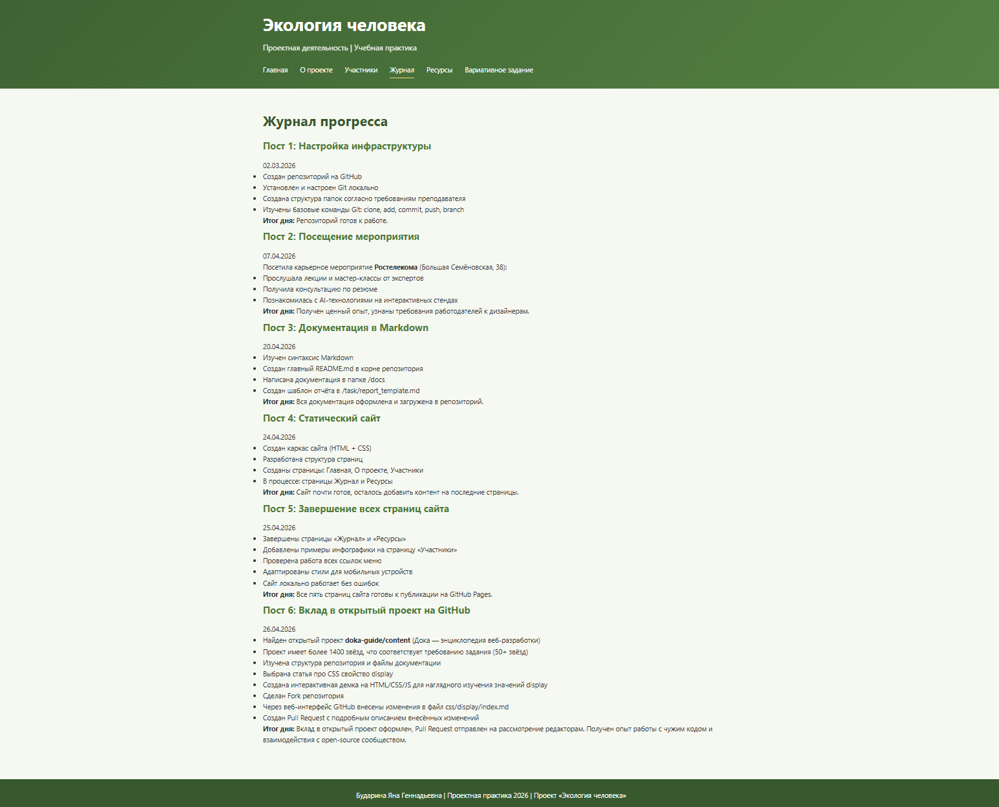 Экология человека
Проектная деятельность | Учебная практика
Главная О проекте Участники Журнал Ресурсы Вариативное задание
Журнал прогресса
Пост 1: Настройка инфраструктуры
02.03.2026
• Создан репозиторий на GitHub
• Установлен и настроен Git локально
• Создана структура папок согласно требованиям преподавателя
• Изучены базовые команды Git: clone, add, commit, push, branch
Итог дня: Репозиторий готов к работе.
Пост 2: Посещение мероприятия
07.04.2026
Посетила карьерное мероприятие Ростелекома (Большая Семёновская, 38):
• Прослушала лекции и мастер-классы от экспертов
• Получила консультацию по резюме
• Познакомилась с AI-технологиями на интерактивных стендах
Итог дня: Получен ценный опыт, узнаны требования работодателей к дизайнерам.
Пост 3: Документация в Markdown
20.04.2026
• Изучен синтаксис Markdown
• Создан главный README.md в корне репозитория
• Написана документация в папке /docs
• Создан шаблон отчёта в /task/report_template.md
Итог дня: Вся документация оформлена и загружена в репозиторий.
Пост 4: Статический сайт
24.04.2026
• Создан каркас сайта (HTML + CSS)
• Разработана структура страниц
• Созданы страницы: Главная, О проекте, Участники
• В процессе: страницы Журнал и Ресурсы
Итог дня: Сайт почти готов, осталось добавить контент на последние страницы.
Пост 5: Завершение всех страниц сайта
25.04.2026
• Завершены страницы «Журнал» и «Ресурсы»
• Добавлены примеры инфографики на страницу «Участники»
• Проверена работа всех ссылок меню
• Адаптированы стили для мобильных устройств
• Сайт локально работает без ошибок
Итог дня: Все пять страниц сайта готовы к публикации на GitHub Pages.
Пост 6: Вклад в открытый проект на GitHub
26.04.2026
• Найден открытый проект doka-guide/content (Дока — энциклопедия веб-разработки)
• Проект имеет более 1400 звёзд, что соответствует требованию задания (50+ звёзд)
• Изучена структура репозитория и файлы документации
• Выбрана статья про CSS свойство display
• Создана интерактивная демка на HTML/CSS/JS для наглядного изучения значений display
• Сделан Fork репозитория
• Через веб-интерфейс GitHub внесены изменения в файл css/display/index.md
• Создан Pull Request с подробным описанием внесённых изменений
Итог дня: Вклад в открытый проект оформлен, Pull Request отправлен на рассмотрение редакторам. Получен опыт работы с чужим кодом и
взаимодействия с open-source сообществом.
Бударина Яна Геннадьевна | Проектная практика 2026 | Проект «Экология человека»